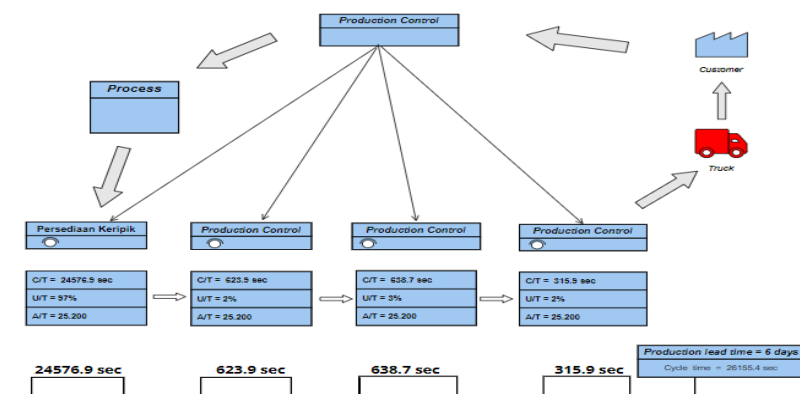 Production Control
Customer
Process
Truck
Persediaan Keripik
Production Control
Production Control
Production Control
C/T = 24576.9 sec
U/T = 97%
A/T = 25.200
C/T = 623.9 sec
U/T = 2%
A/T = 25.200
C/T = 638.7 sec
U/T = 3%
A/T = 25.200
C/T = 315.9 sec
U/T = 2%
A/T = 25.200
24576.9 sec
623.9 sec
638.7 sec
315.9 sec
Production lead time = 6 days
Cycle time = 26155.4 sec